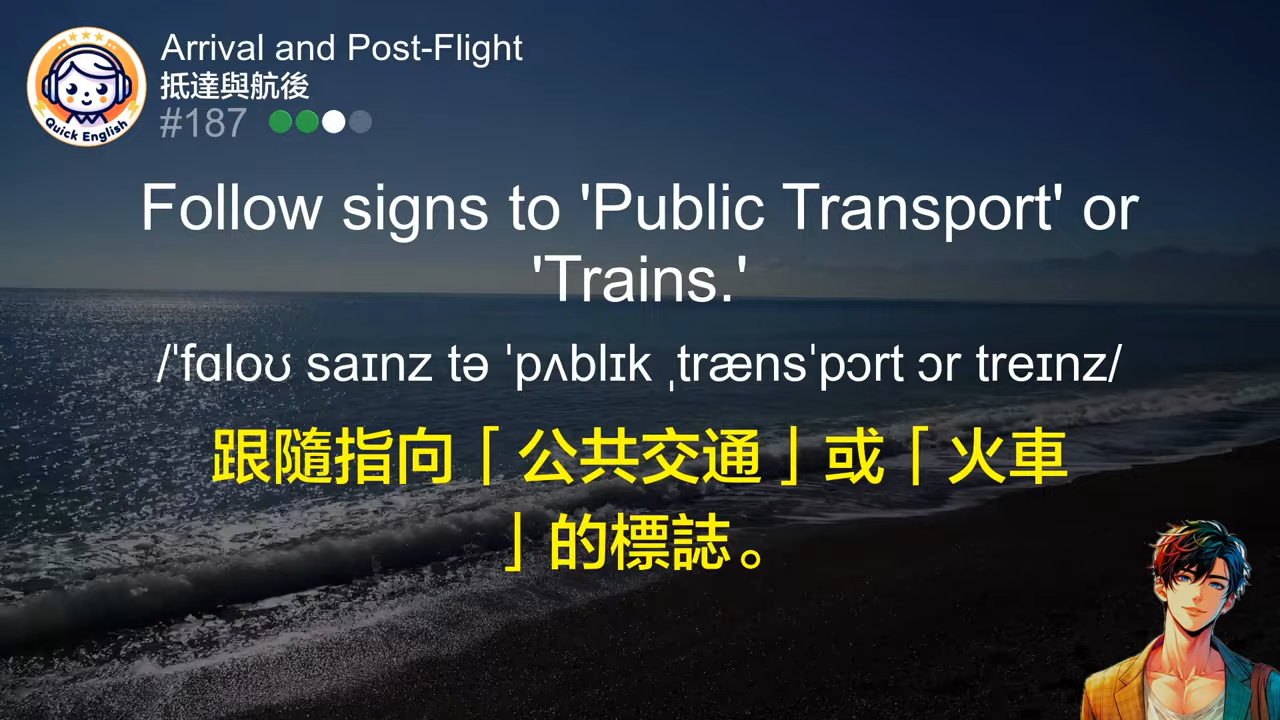 Arrival and Post-Flight
抵達與航後
#187
Quick English
Follow signs to 'Public Transport' or
'Trains.'
/ˈfɑloʊ saɪnz tə ˈpʌblɪk ˌtrænsˈpɔrt ɔr treɪnz/
跟隨指向「公共交通」或「火車
」的標誌。